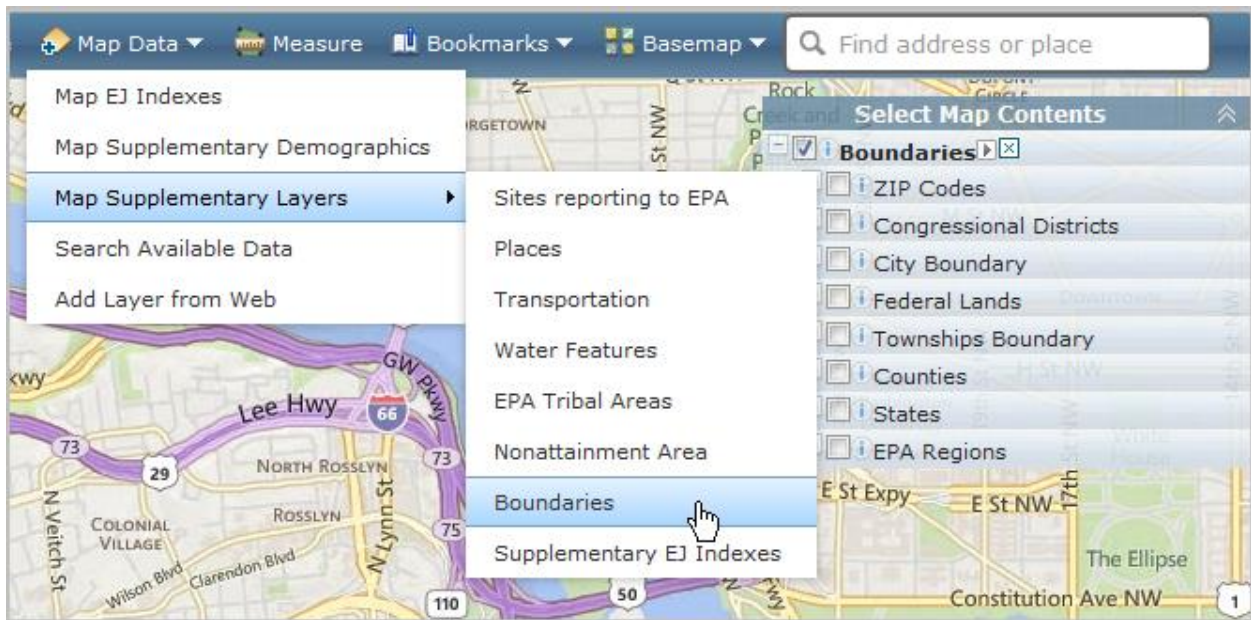 Map Data Measure Bookmarks Basemap Find address or place
Map EJ Indexes
Map Supplementary Demographics
Map Supplementary Layers
Search Available Data
Add Layer from Web
Sites reporting to EPA
Places
Transportation
Water Features
EPA Tribal Areas
Nonattainment Area
Boundaries
Supplementary EJ Indexes
Select Map Contents
Boundaries
ZIP Codes
Congressional Districts
City Boundary
Federal Lands
Townships Boundary
Counties
States
EPA Regions
Rock
St NW
GW Pkwy
Lee Hwy
66
73
29
NORTH ROSSLYN
73
N Veitch St
COLONIAL
VILLAGE
ROSSLYN
N Lynn St
75
Wilson Blvd
Clarendon Blvd
110
50
E St Expy
E St NW
17th
The Ellipse
Constitution Ave NW
1